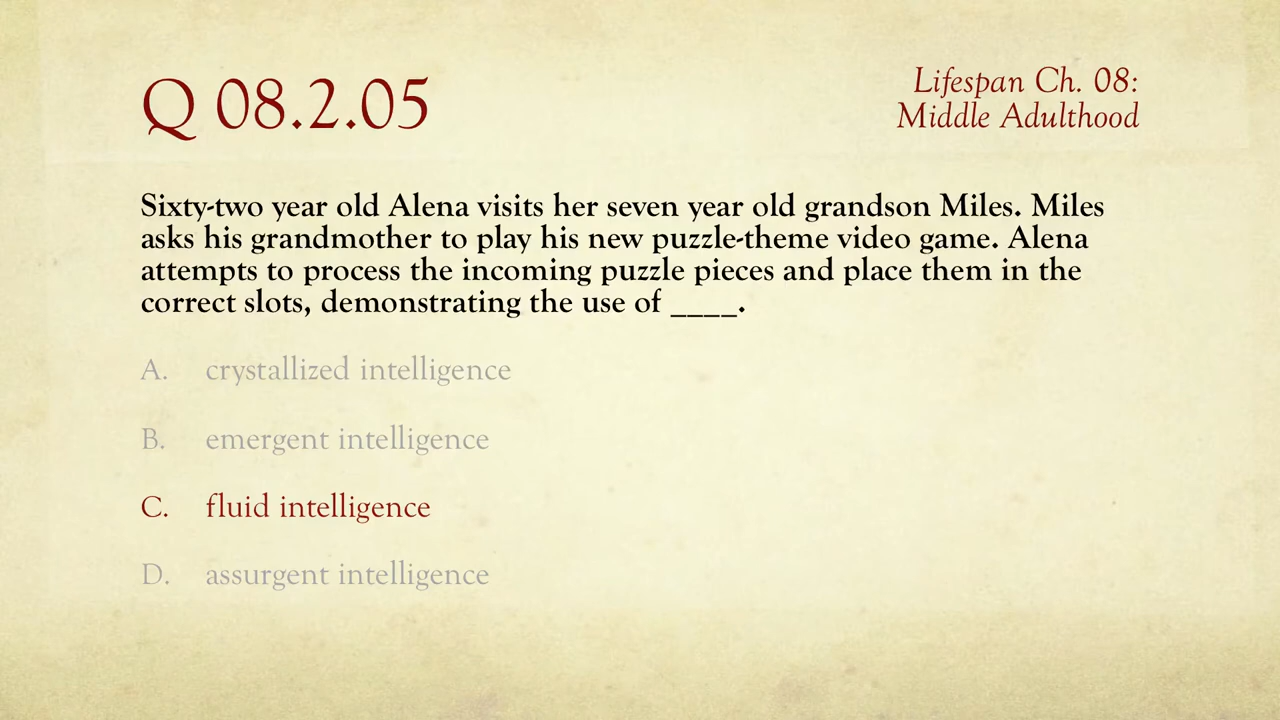 Q 08.2.05
Lifespan Ch. 08:
Middle Adulthood
Sixty-two year old Alena visits her seven year old grandson Miles. Miles
asks his grandmother to play his new puzzle-theme video game. Alena
attempts to process the incoming puzzle pieces and place them in the
correct slots, demonstrating the use of ____.
A. crystallized intelligence
B. emergent intelligence
C. fluid intelligence
D. assurgent intelligence